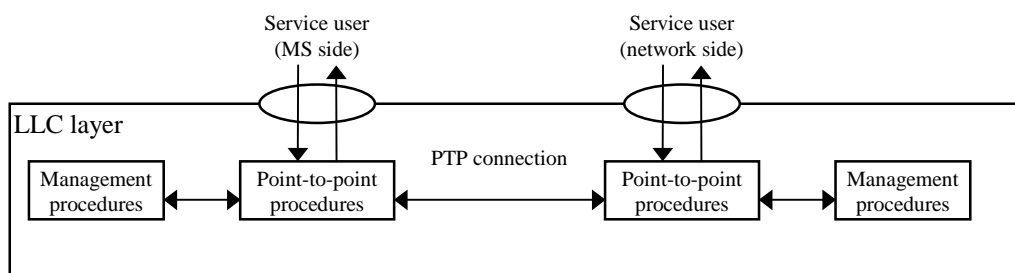 Service user
(MS side)
Service user
(network side)
LLC layer
PTP connection
Management
procedures
Point-to-point
procedures
Point-to-point
procedures
Management
procedures